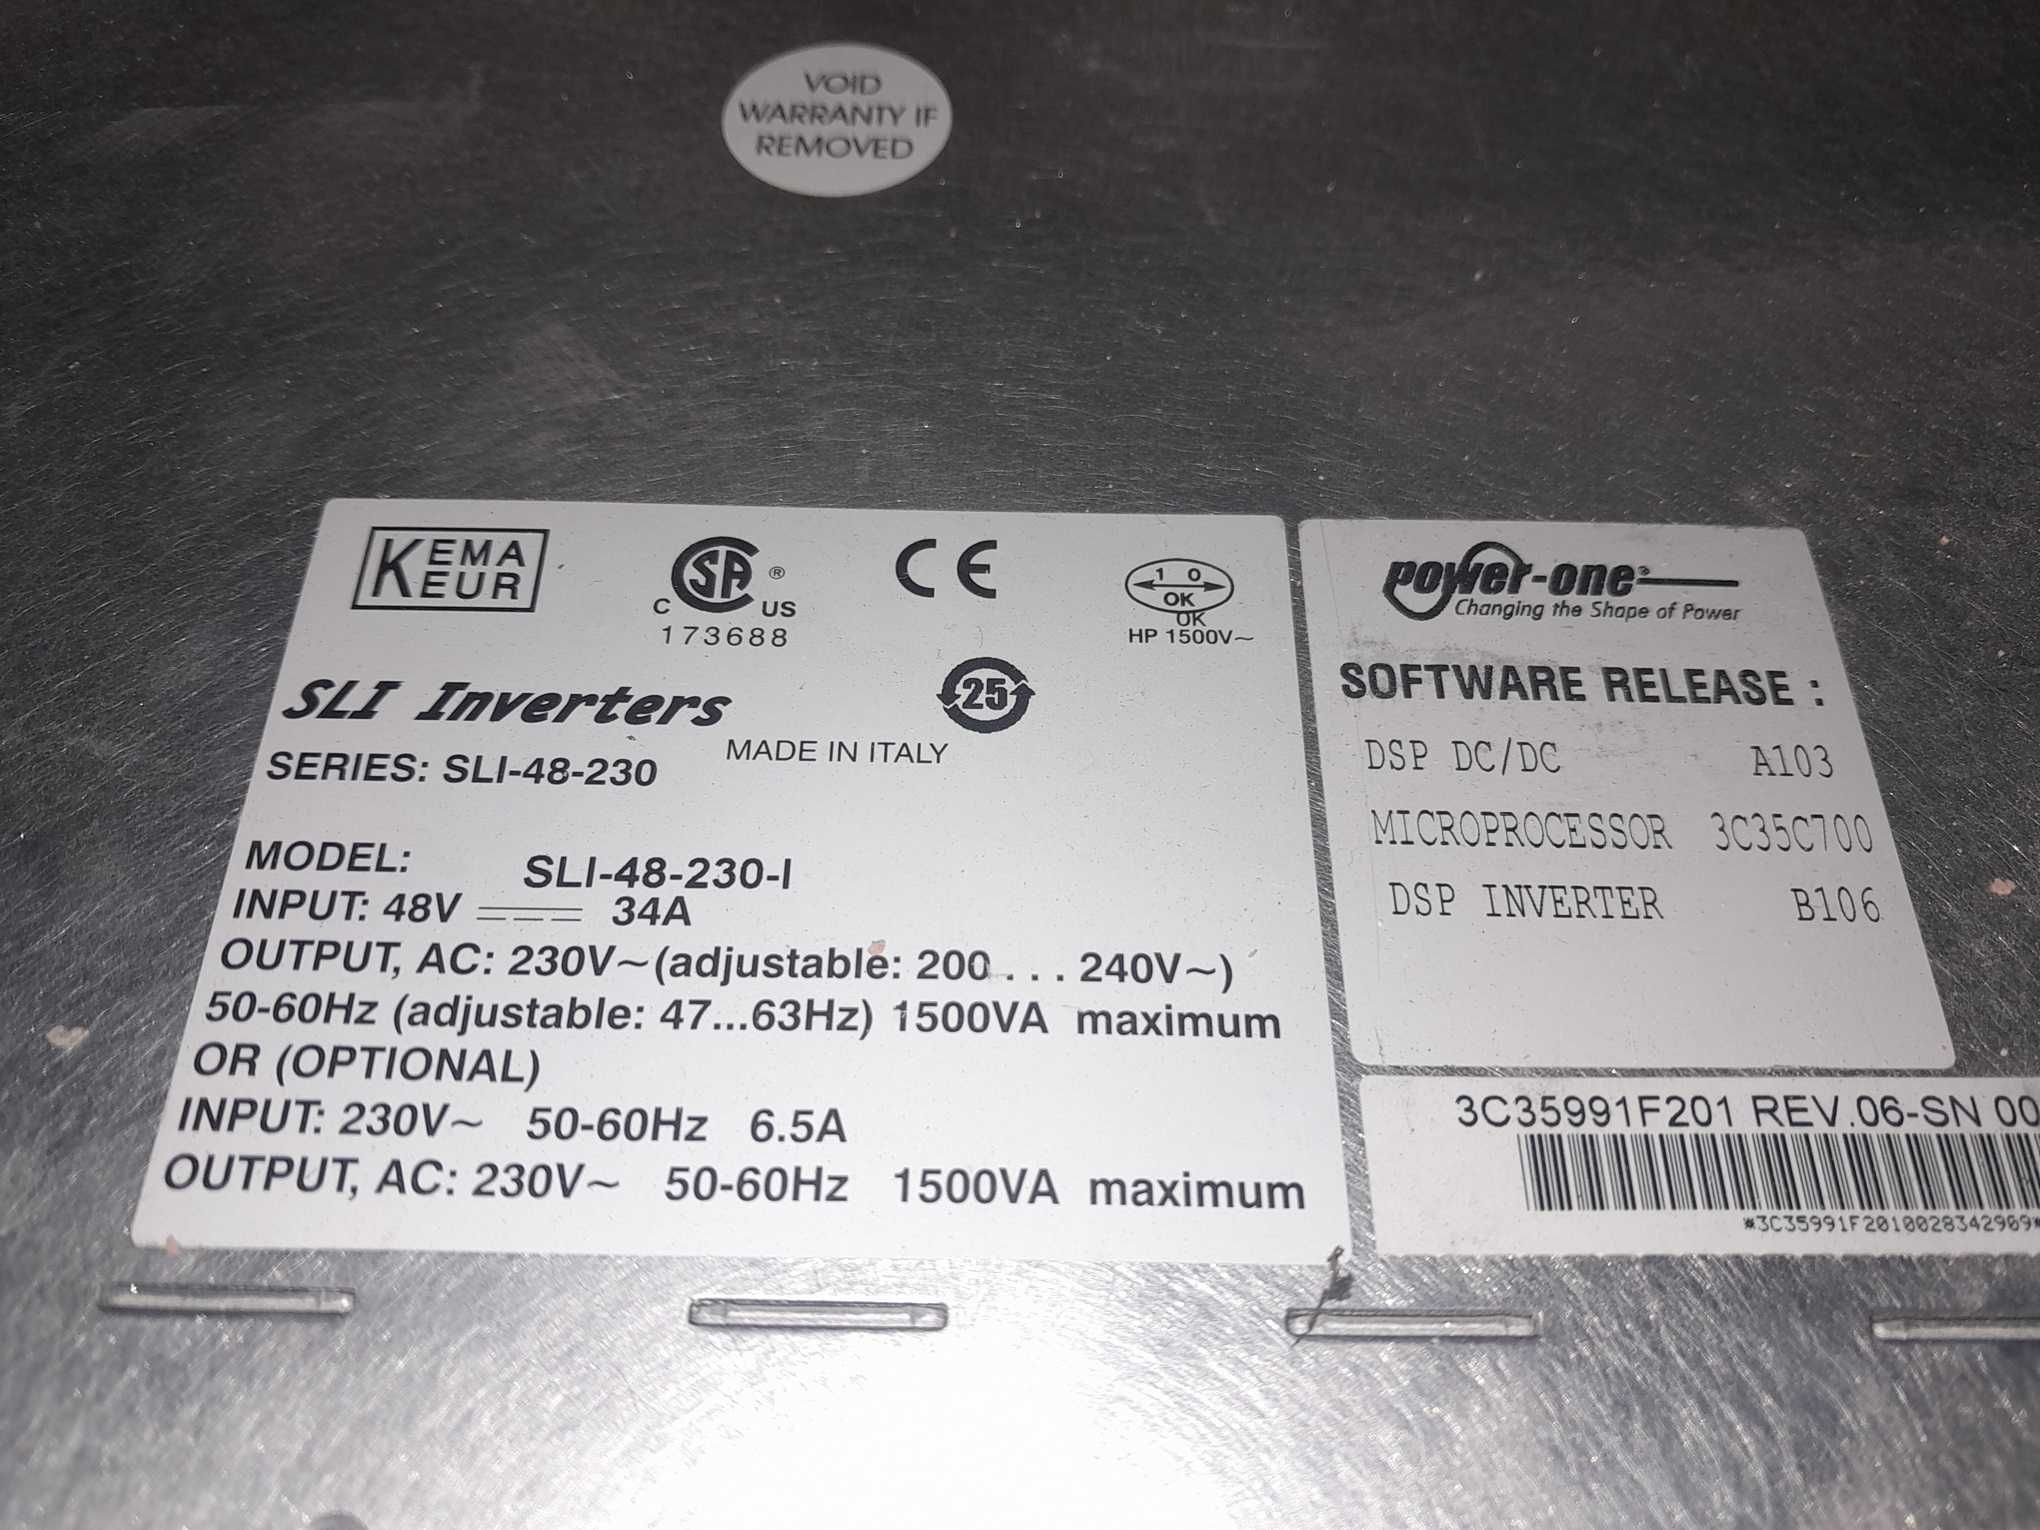 VOID
WARRANTY IF
REMOVED
KEMA
KEUR
CSA ®
C US
173688
CE
1 0
OK
OK
HP 1500V~
SLI Inverters
25
MADE IN ITALY
SERIES: SLI-48-230
MODEL: SLI-48-230-I
INPUT: 48V 34A
OUTPUT, AC: 230V~(adjustable: 200 . . . 240V~)
50-60Hz (adjustable: 47...63Hz) 1500VA maximum
OR (OPTIONAL)
INPUT: 230V~ 50-60Hz 6.5A
OUTPUT, AC: 230V~ 50-60Hz 1500VA maximum
power-one®
Changing the Shape of Power
SOFTWARE RELEASE :
DSP DC/DC A103
MICROPROCESSOR 3C35C700
DSP INVERTER B106
3C35991F201 REV.06-SN 00
*3C35991F2010028342909*